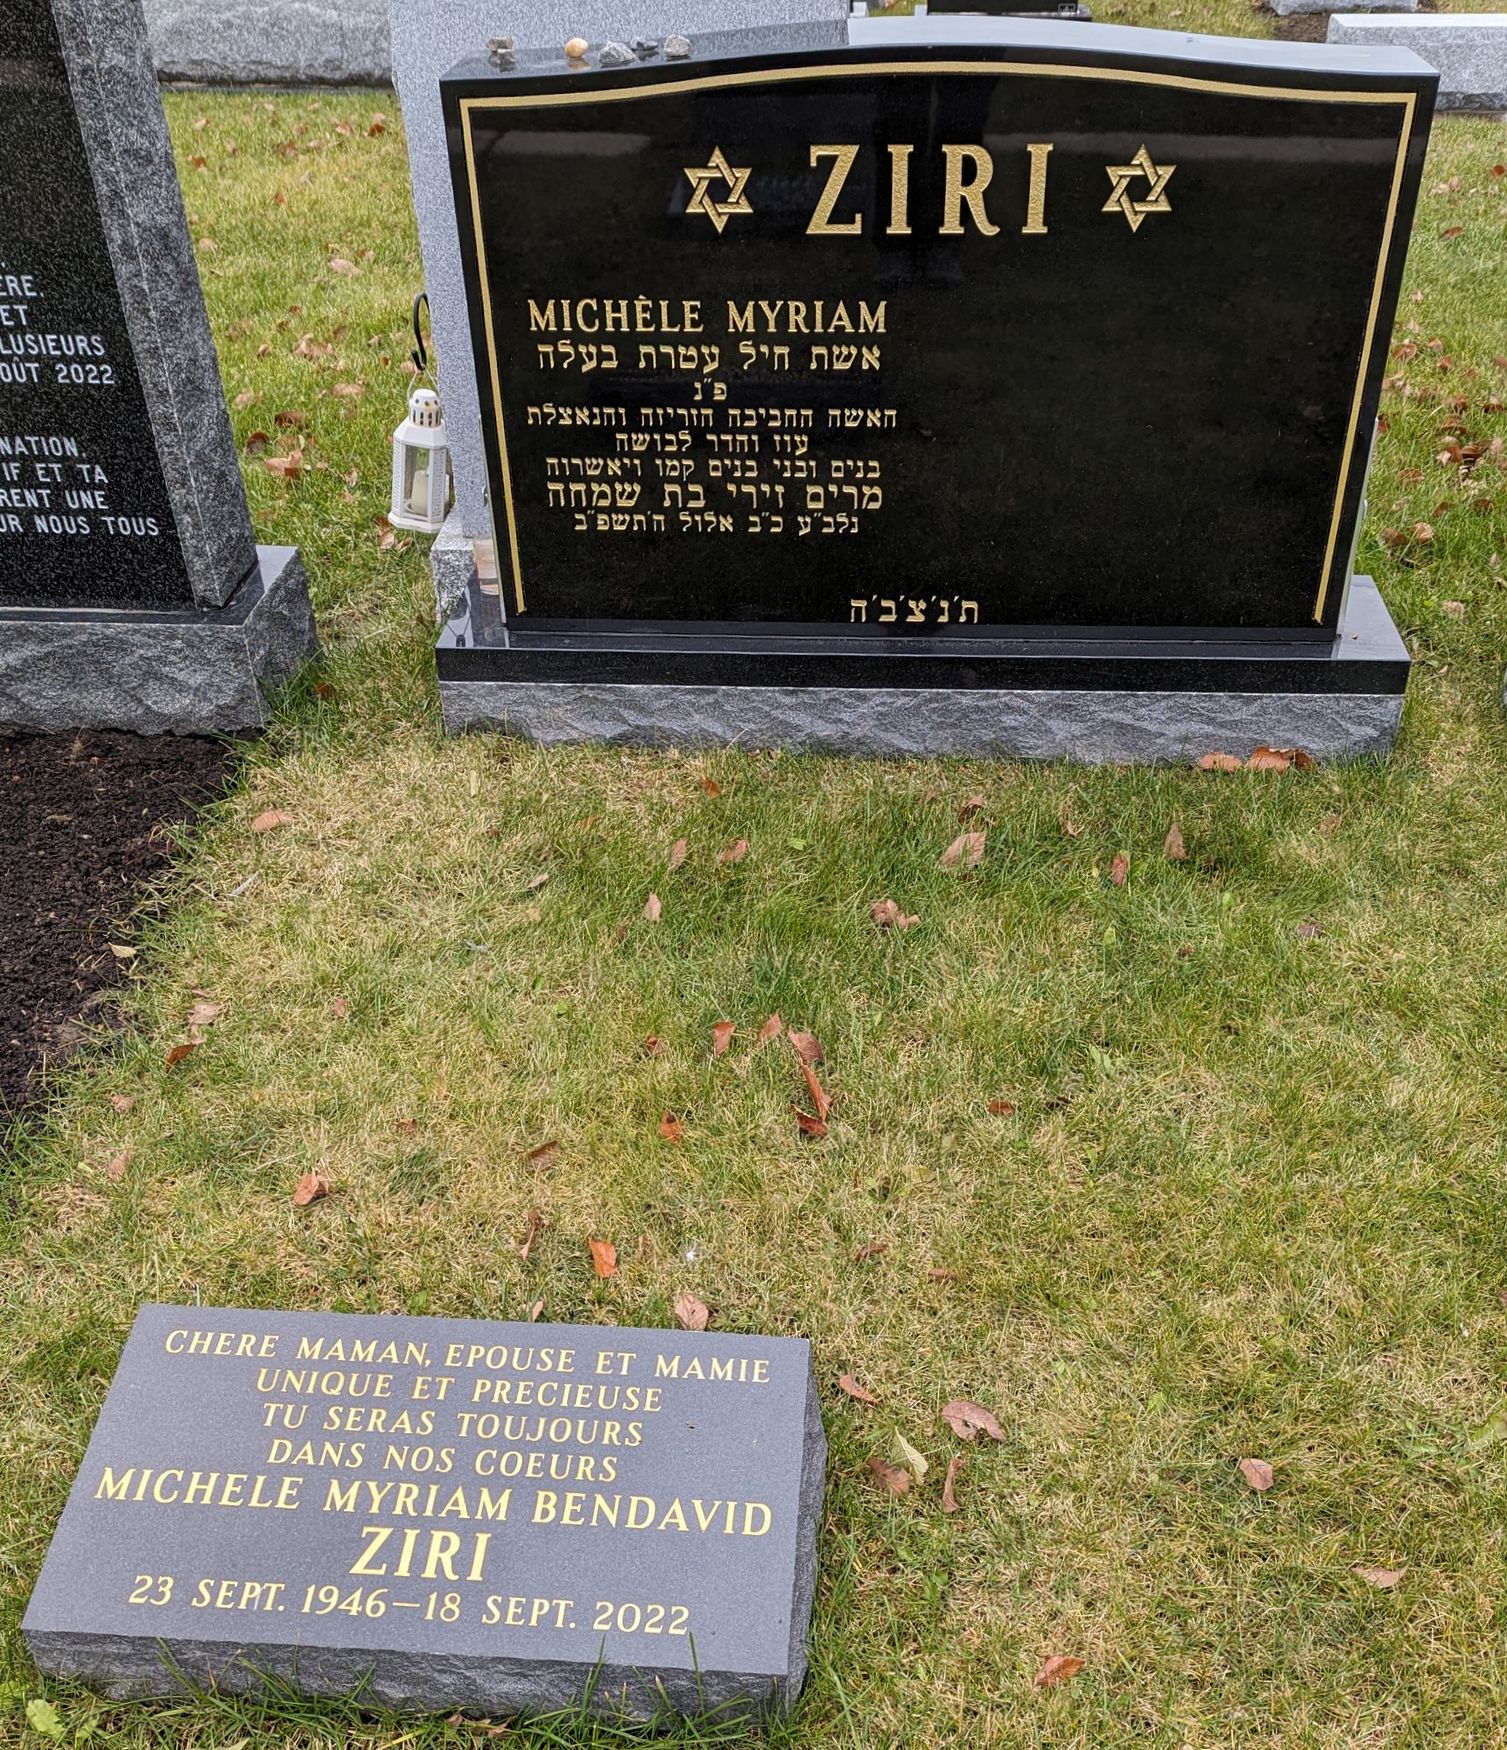 ERE.
ET
LUSIEURS
OÛT 2022
NATION
IF ET TA
RENT UNE
UR NOUS TOUS
ZIRI
MICHÈLE MYRIAM
אשת חיל עטרת בעלה
פ"נ
האשה החביבה הזריזה והנאצלת
עוז והדר לבושה
בנים ובני בנים קמו ויאשרוה
מרים זירי בת שמחה
נלב"ע כ"ב אלול ה'תשפ"ב
ת'נ'צ'ב'ה
CHERE MAMAN, EPOUSE ET MAMIE
UNIQUE ET PRECIEUSE
TU SERAS TOUJOURS
DANS NOS COEURS
MICHELE MYRIAM BENDAVID
ZIRI
23 SEPT. 1946–18 SEPT. 2022